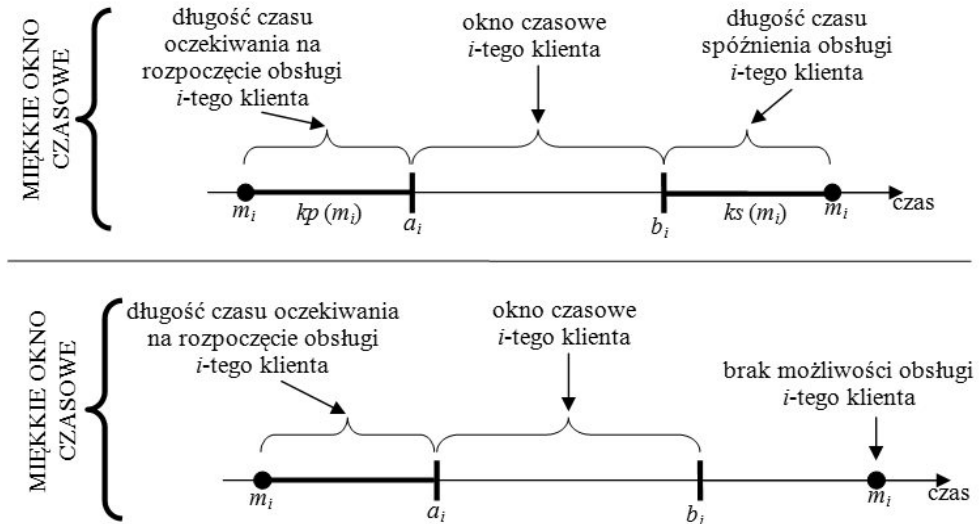 MIĘKKIE OKNO
CZASOWE
długość czasu
oczekiwania na
rozpoczęcie obsługi
i-tego klienta
okno czasowe
i-tego klienta
długość czasu
spóźnienia obsługi
i-tego klienta
m_i
kp (m_i)
a_i
b_i
ks (m_i)
m_i
czas
MIĘKKIE OKNO
CZASOWE
długość czasu oczekiwania
na rozpoczęcie obsługi
i-tego klienta
okno czasowe
i-tego klienta
brak możliwości obsługi
i-tego klienta
m_i
a_i
b_i
m_i
czas